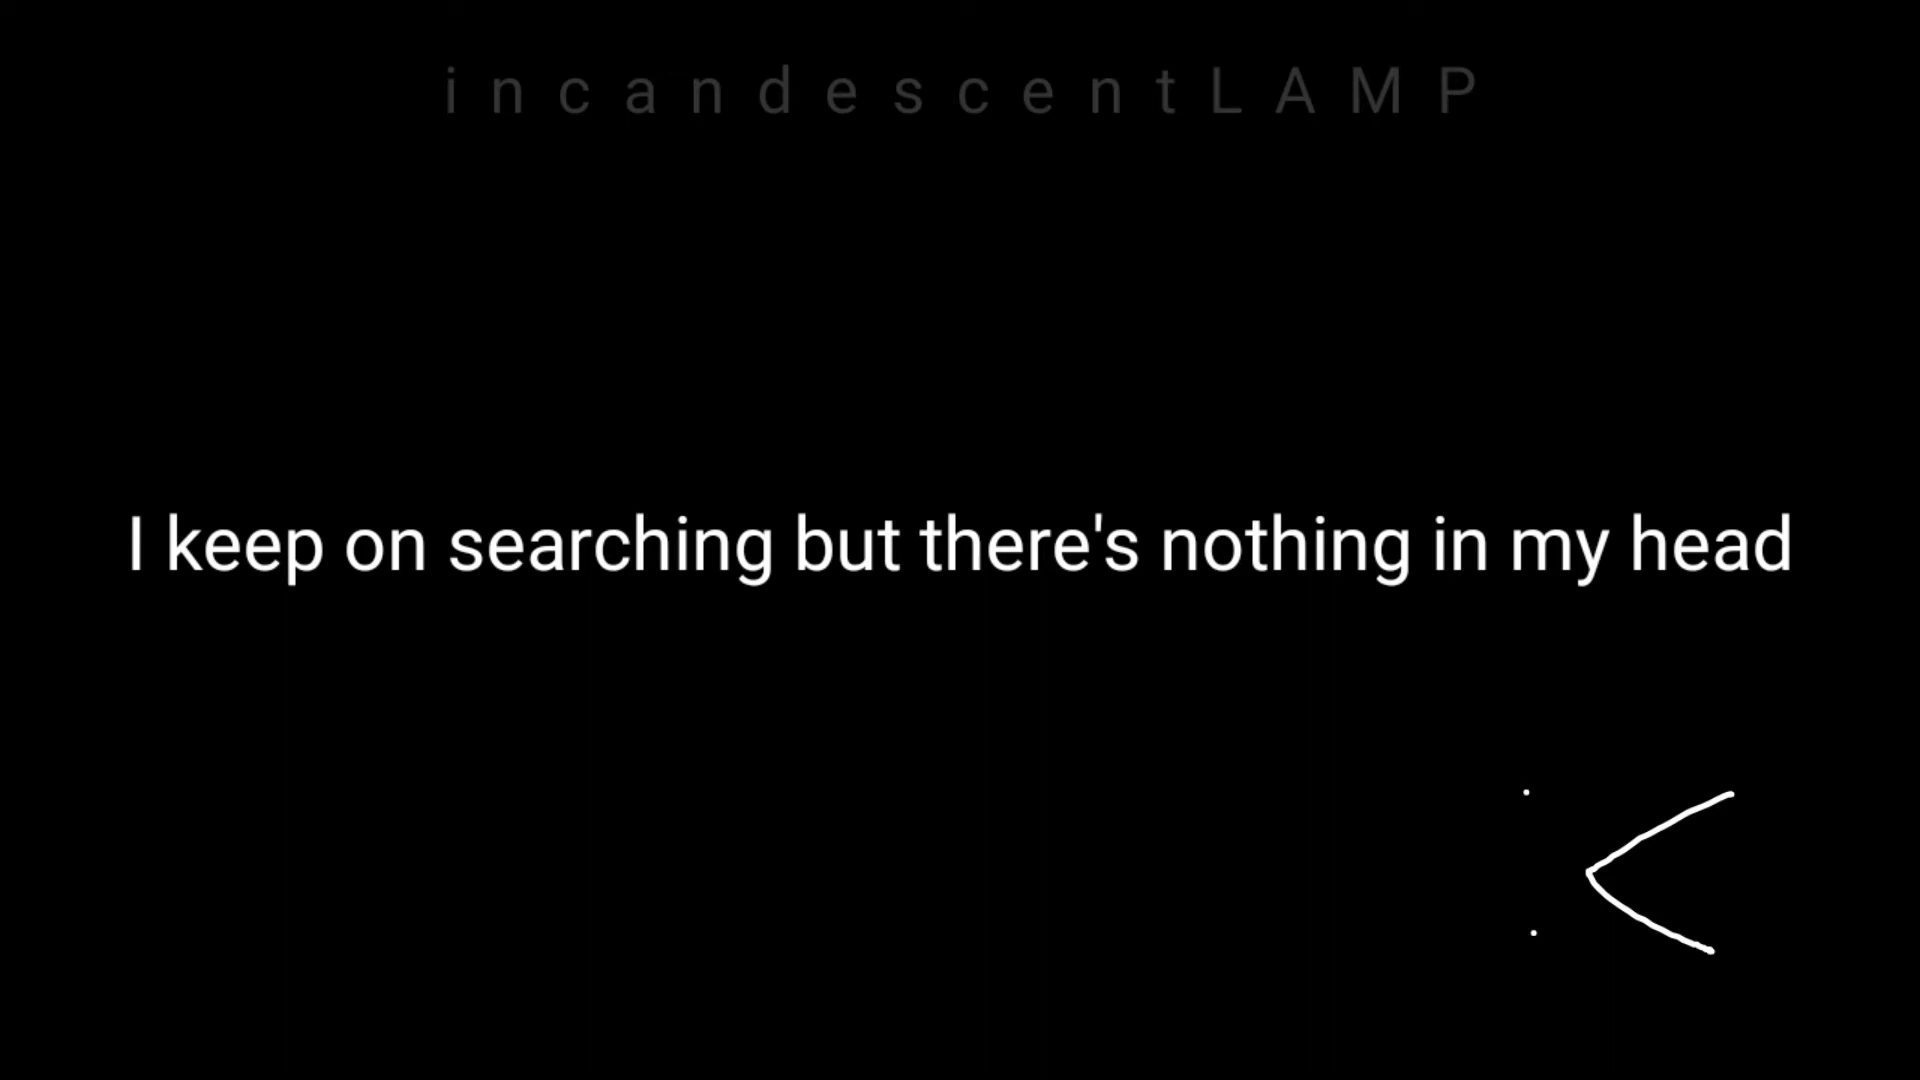 i n c a n d e s c e n t L A M P
I keep on searching but there's nothing in my head
:<